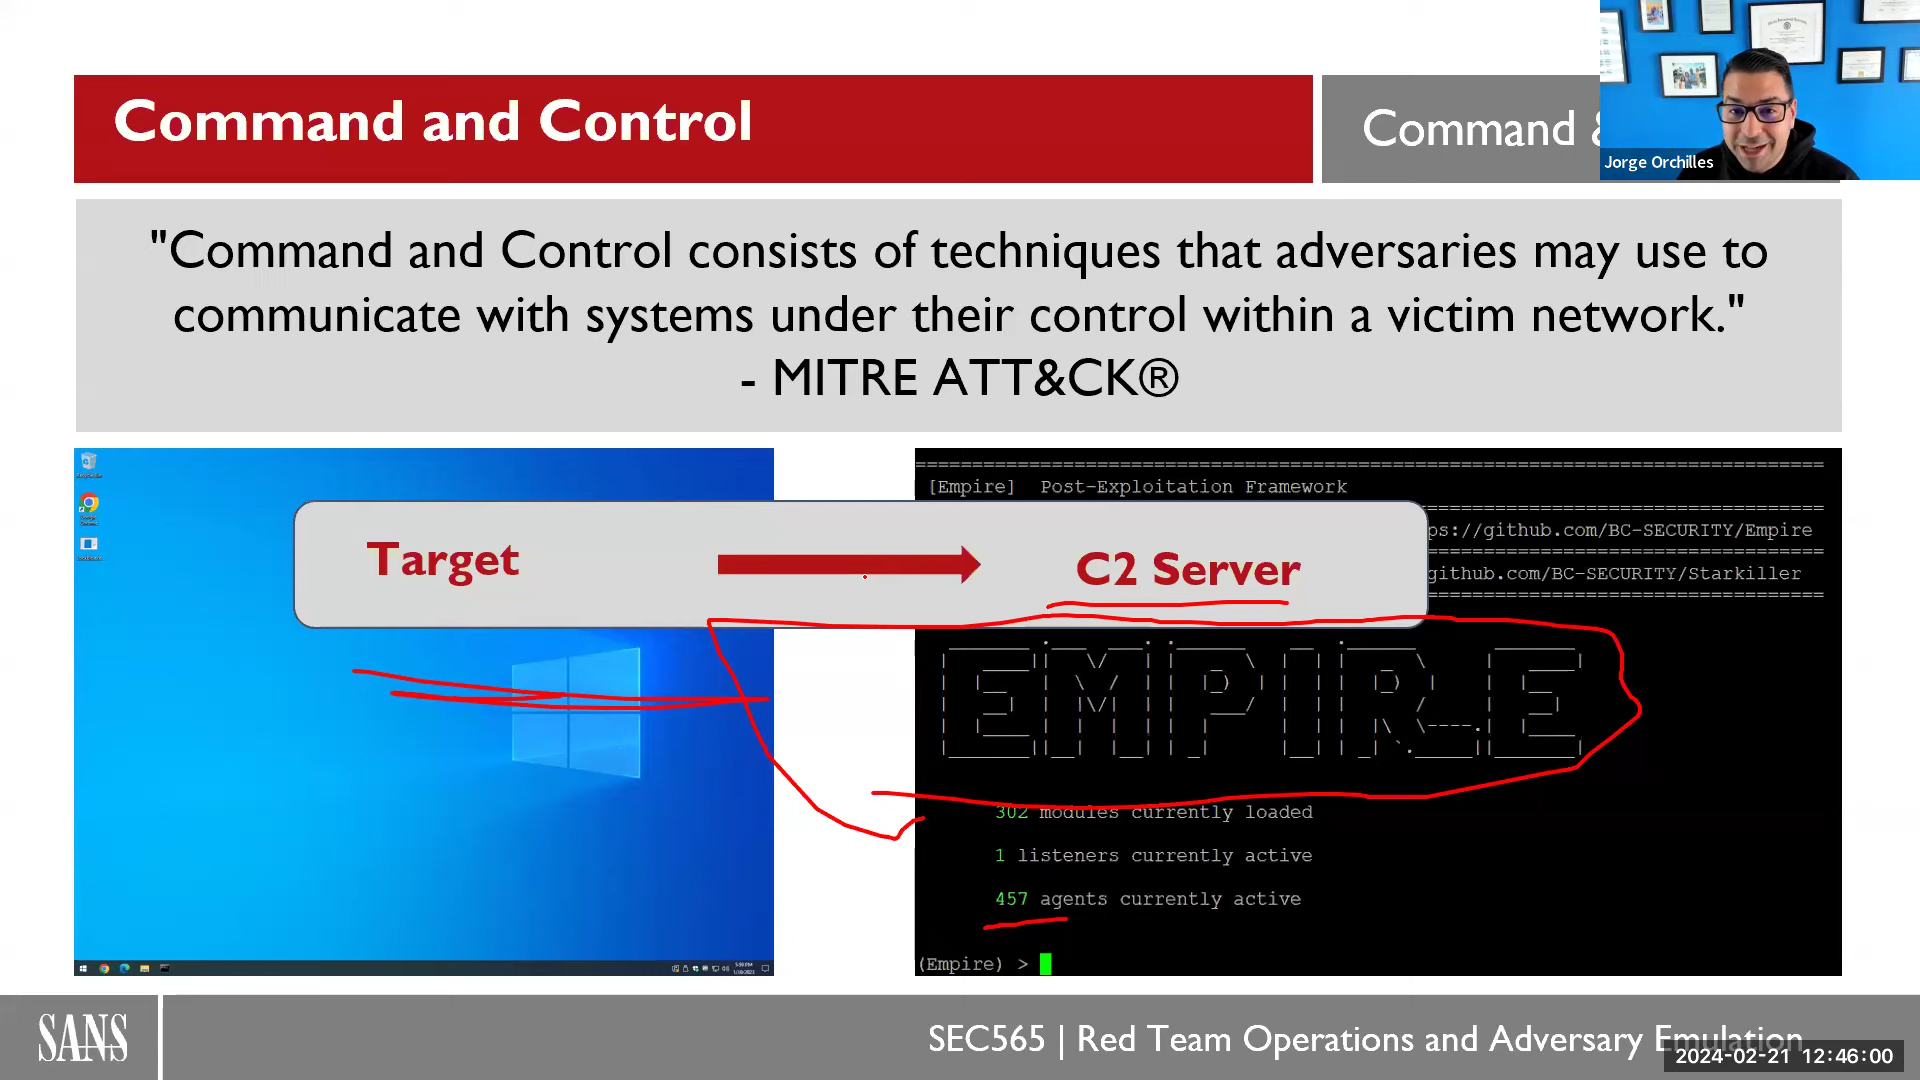 Command and Control
Command &
Jorge Orchilles
"Command and Control consists of techniques that adversaries may use to
communicate with systems under their control within a victim network."
- MITRE ATT&CK®
[Empire] Post-Exploitation Framework
ps://github.com/BC-SECURITY/Empire
github.com/BC-SECURITY/Starkiller
Target
C2 Server
EMPIRE
302 modules currently loaded
1 listeners currently active
457 agents currently active
(Empire) >
SANS
SEC565 | Red Team Operations and Adversary Emulation
2024-02-21 12:46:00